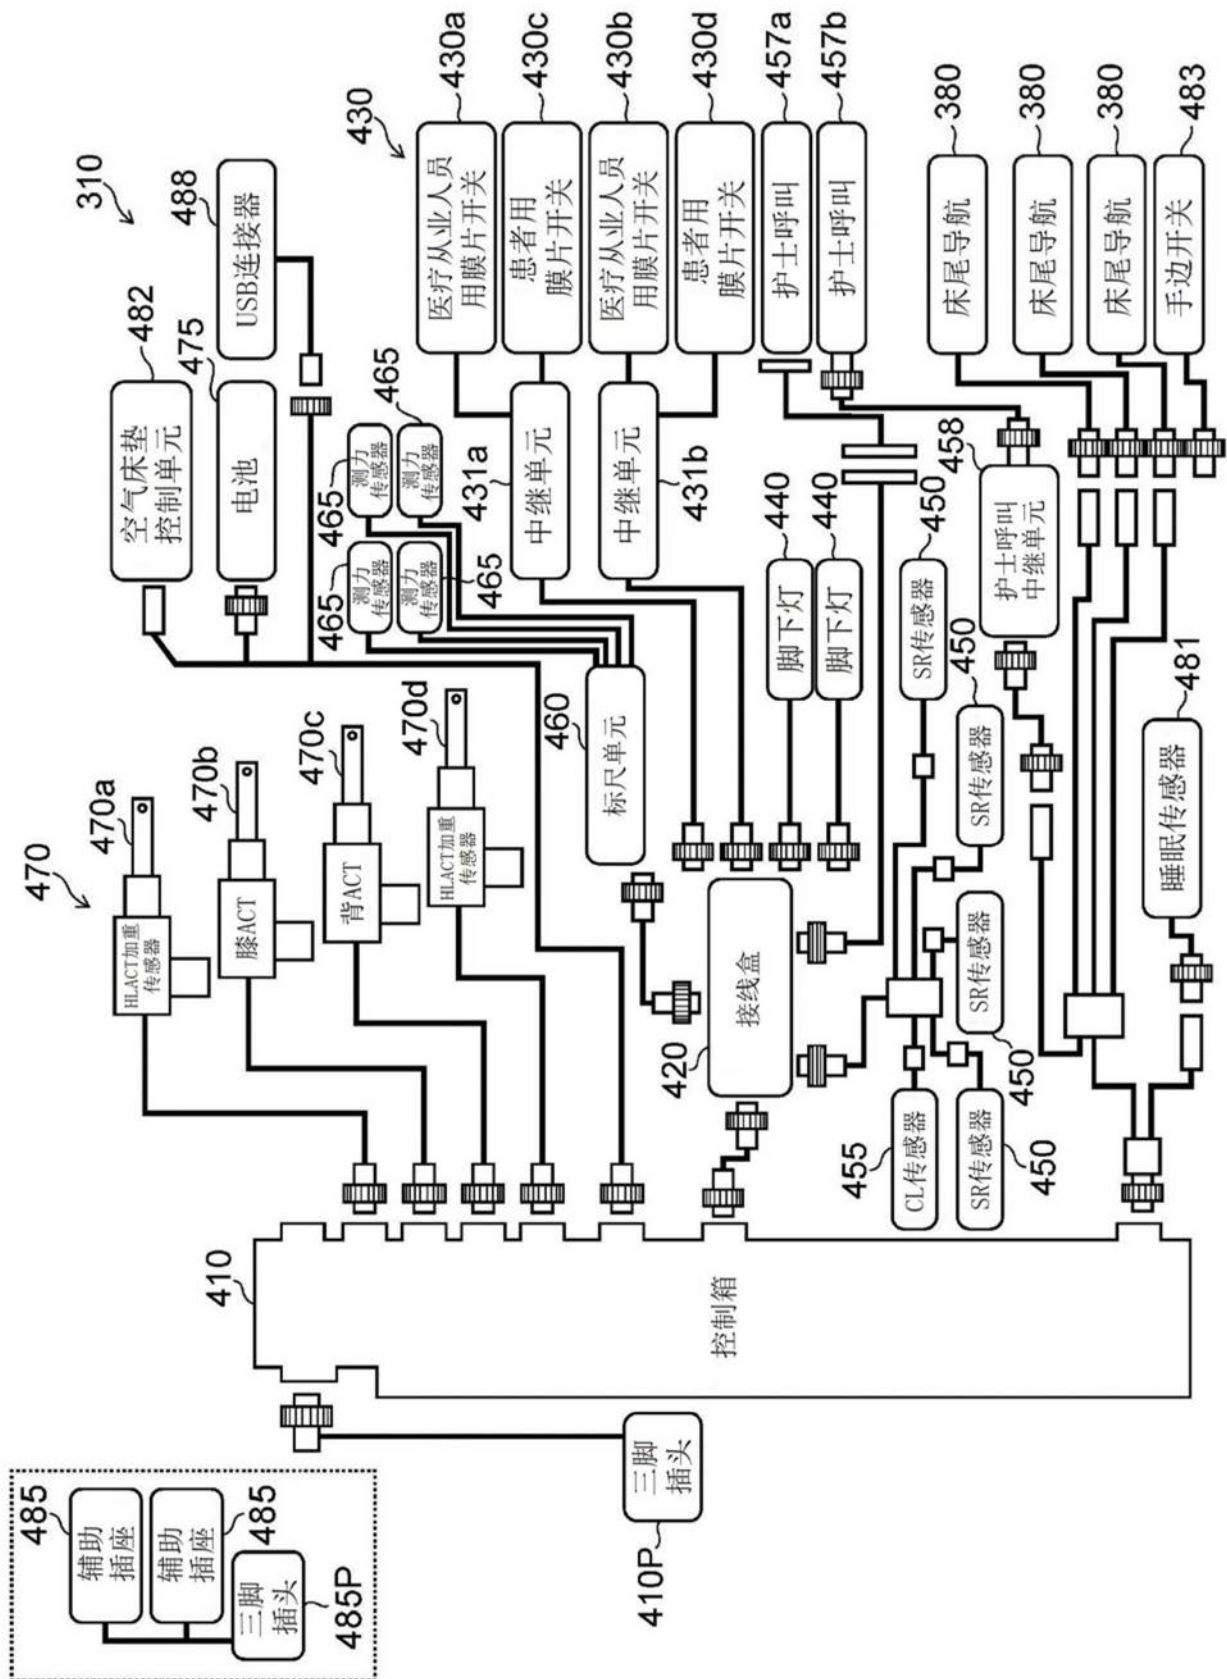 485
辅助
插座
485
辅助
插座
三脚
插头
485P
410P
三脚
插头
410
控制箱
470
470a
HLACT加重
传感器
470b
膝ACT
470c
背ACT
470d
HLACT加重
传感器
310
482
空气床垫
控制单元
475
电池
488
USB连接器
465
测力
传感器
465
测力
传感器
465
测力
传感器
465
测力
传感器
460
标尺单元
420
接线盒
431a
中继单元
431b
中继单元
430
医疗从业人员
用膜片开关
430a
患者用
膜片开关
430c
医疗从业人员
用膜片开关
430b
患者用
膜片开关
430d
护士呼叫
457a
护士呼叫
457b
脚下灯
440
脚下灯
440
SR传感器
450
SR传感器
450
SR传感器
450
SR传感器
450
455
CL传感器
458
护士呼叫
中继单元
481
睡眠传感器
床尾导航
380
床尾导航
380
床尾导航
380
手边开关
483